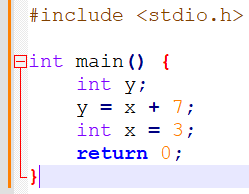 #include <stdio.h>
int main() {
    int y;
    y = x + 7;
    int x = 3;
    return 0;
}